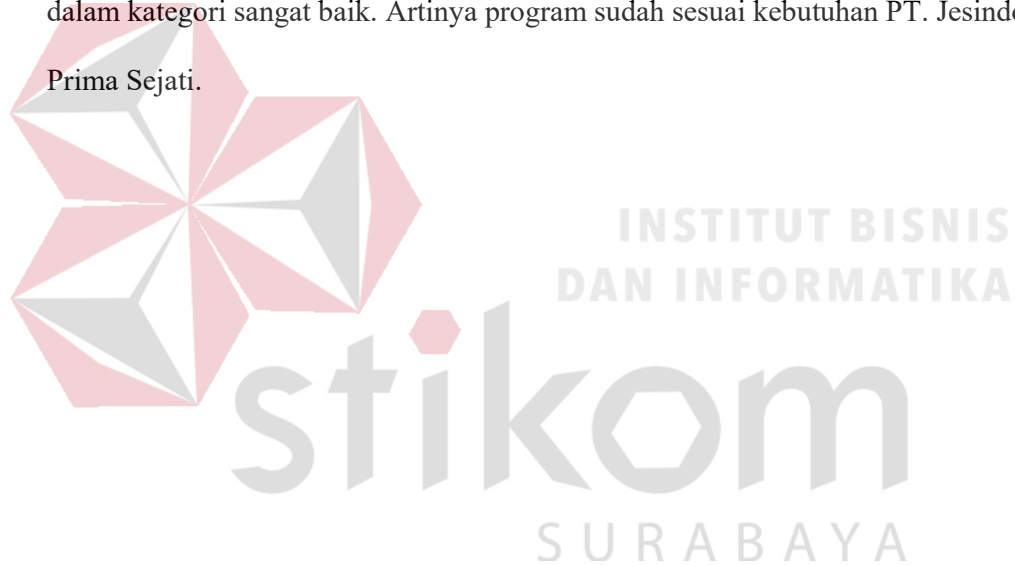 dalam kategori sangat baik. Artinya program sudah sesuai kebutuhan PT. Jesindo
Prima Sejati.
INSTITUT BISNIS
DAN INFORMATIKA
stikom
SURABAYA